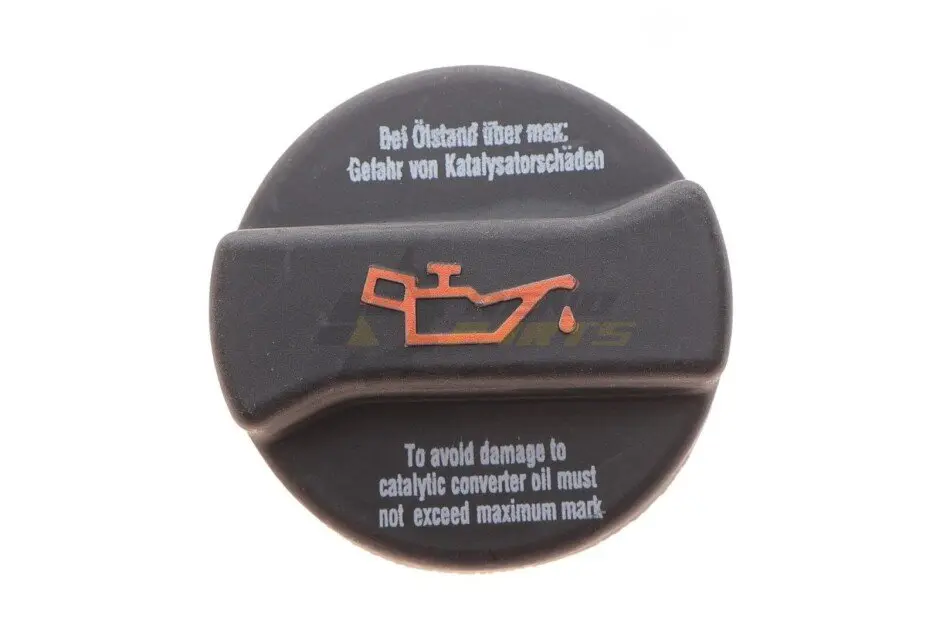 Bei Ölstand über max:
Gefahr von Katalysatorschäden
PARTS
To avoid damage to
catalytic converter oil must
not exceed maximum mark